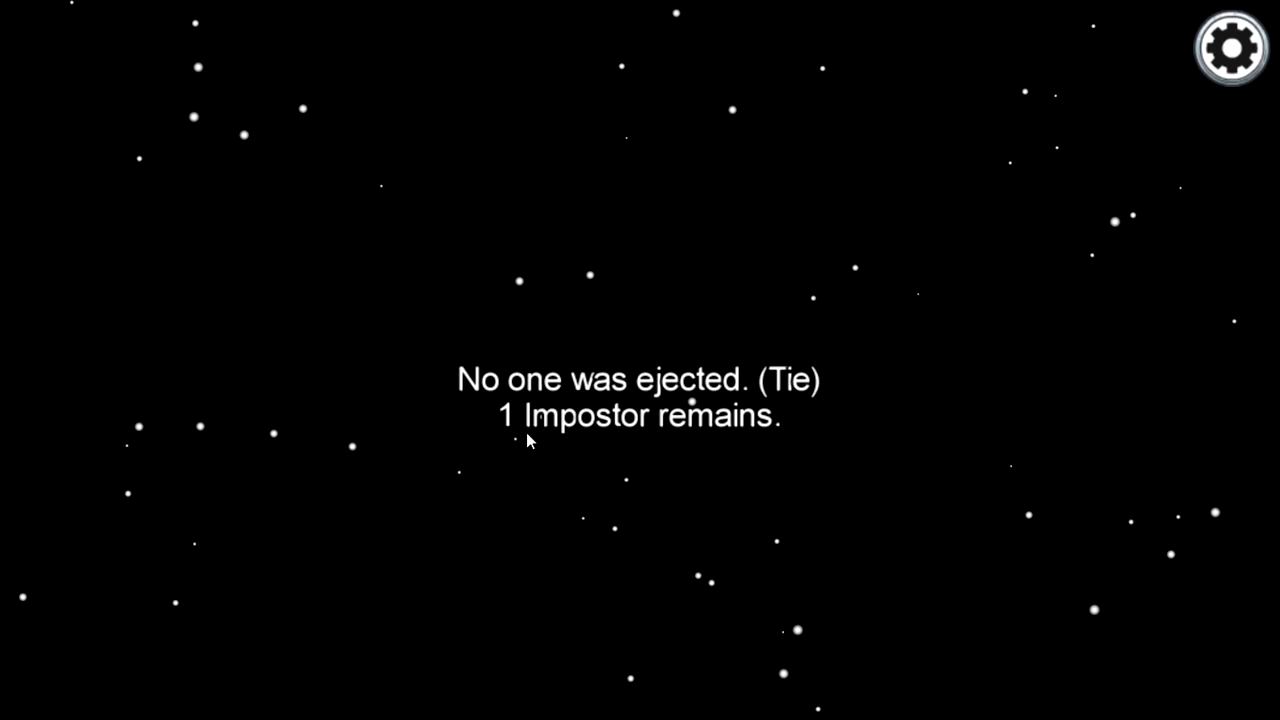 No one was ejected. (Tie)
1 Impostor remains.